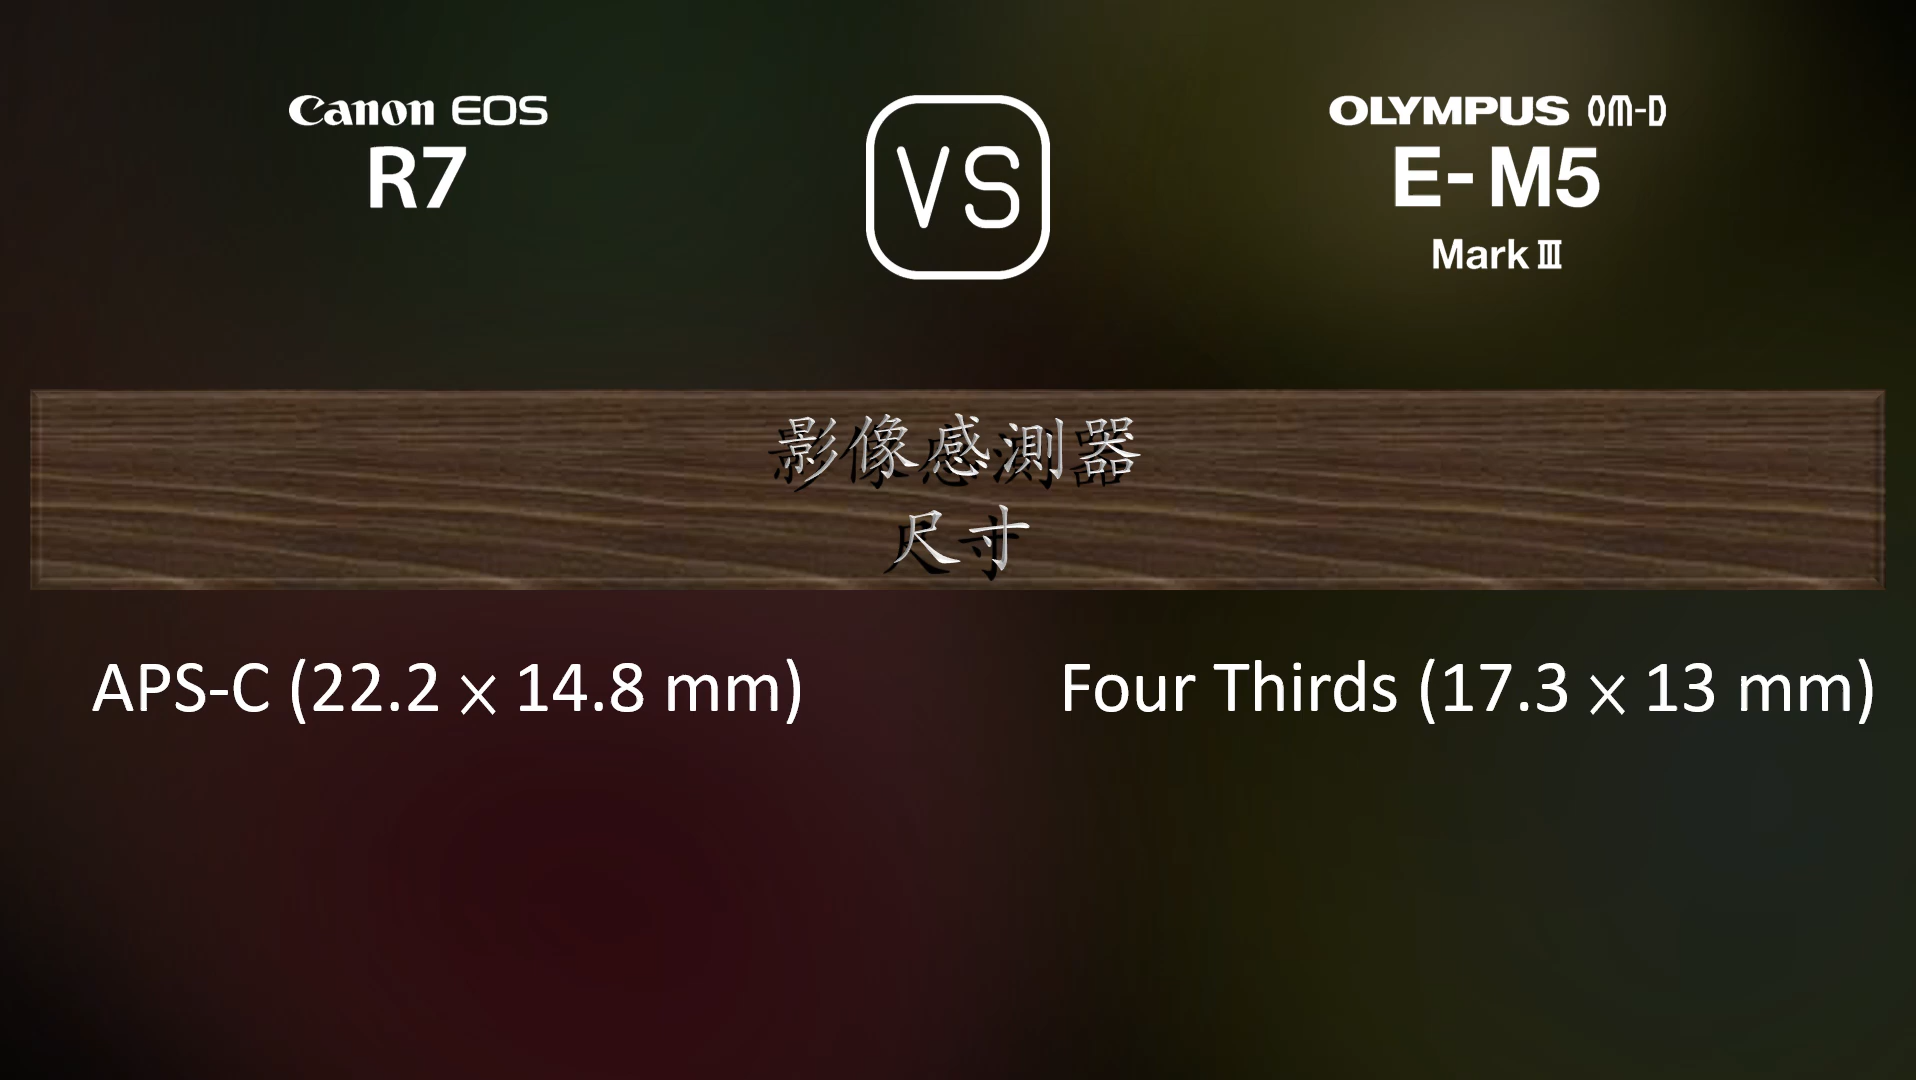 Canon EOS
R7
VS
OLYMPUS OM-D
E-M5
Mark III
影像感測器
尺寸
APS-C (22.2 x 14.8 mm)
Four Thirds (17.3 x 13 mm)